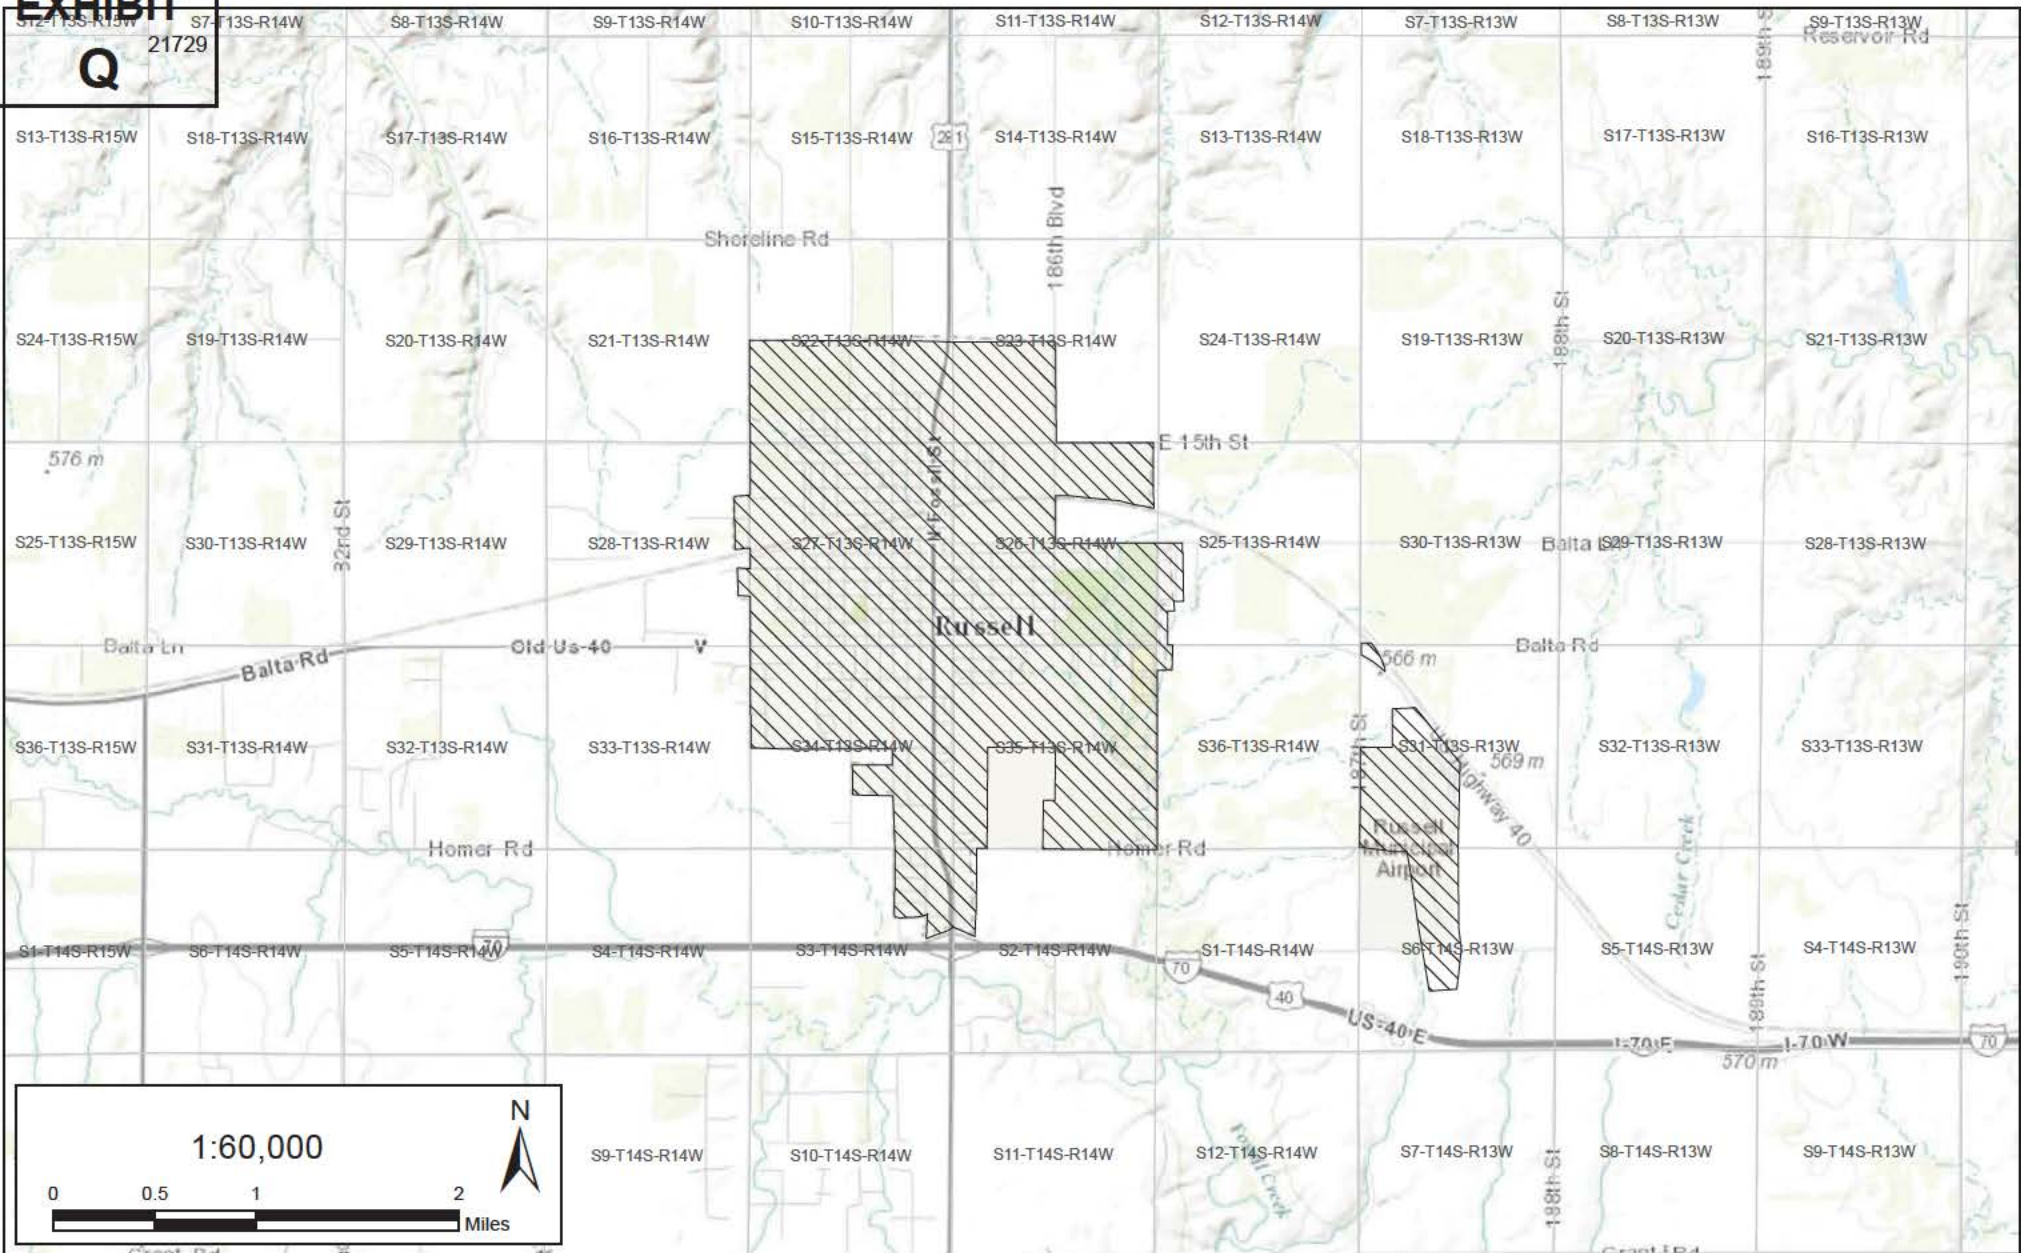 EXHIBIT
21729
Q
S12-T13S-R15W S7-T13S-R14W S8-T13S-R14W S9-T13S-R14W S10-T13S-R14W S11-T13S-R14W S12-T13S-R14W S7-T13S-R13W S8-T13S-R13W S9-T13S-R13W
189th S
Reservoir Rd
S13-T13S-R15W S18-T13S-R14W S17-T13S-R14W S16-T13S-R14W S15-T13S-R14W 281 S14-T13S-R14W S13-T13S-R14W S18-T13S-R13W S17-T13S-R13W S16-T13S-R13W
Shoreline Rd
186th Blvd
S24-T13S-R15W S19-T13S-R14W S20-T13S-R14W S21-T13S-R14W S22-T13S-R14W S23-T13S-R14W S24-T13S-R14W S19-T13S-R13W 188th St S20-T13S-R13W S21-T13S-R13W
576 m
N Fossil St
E 15th St
S25-T13S-R15W S30-T13S-R14W 82nd St S29-T13S-R14W S28-T13S-R14W S27-T13S-R14W S26-T13S-R14W S25-T13S-R14W S30-T13S-R13W Balta Ln S29-T13S-R13W S28-T13S-R13W
Russell
Balta Ln
Balta Rd
Old Us-40
V
566 m
Balta Rd
S36-T13S-R15W S31-T13S-R14W S32-T13S-R14W S33-T13S-R14W S34-T13S-R14W S35-T13S-R14W S36-T13S-R14W 187th St S31-T13S-R13W S32-T13S-R13W S33-T13S-R13W
569 m
Highway 40
Homer Rd
Homer Rd
Russell
Municipal
Airport
Cedar Creek
S1-T14S-R15W S6-T14S-R14W S5-T14S-R14W 70 S4-T14S-R14W S3-T14S-R14W S2-T14S-R14W S1-T14S-R14W S6-T14S-R13W S5-T14S-R13W S4-T14S-R13W
190th St
189th St
70
40
US-40 E
I-70 E
I-70 W
70
570 m
S9-T14S-R14W S10-T14S-R14W S11-T14S-R14W S12-T14S-R14W S7-T14S-R13W S8-T14S-R13W S9-T14S-R13W
Fossil Creek
188th St
N
1:60,000
0 0.5 1 2
Miles